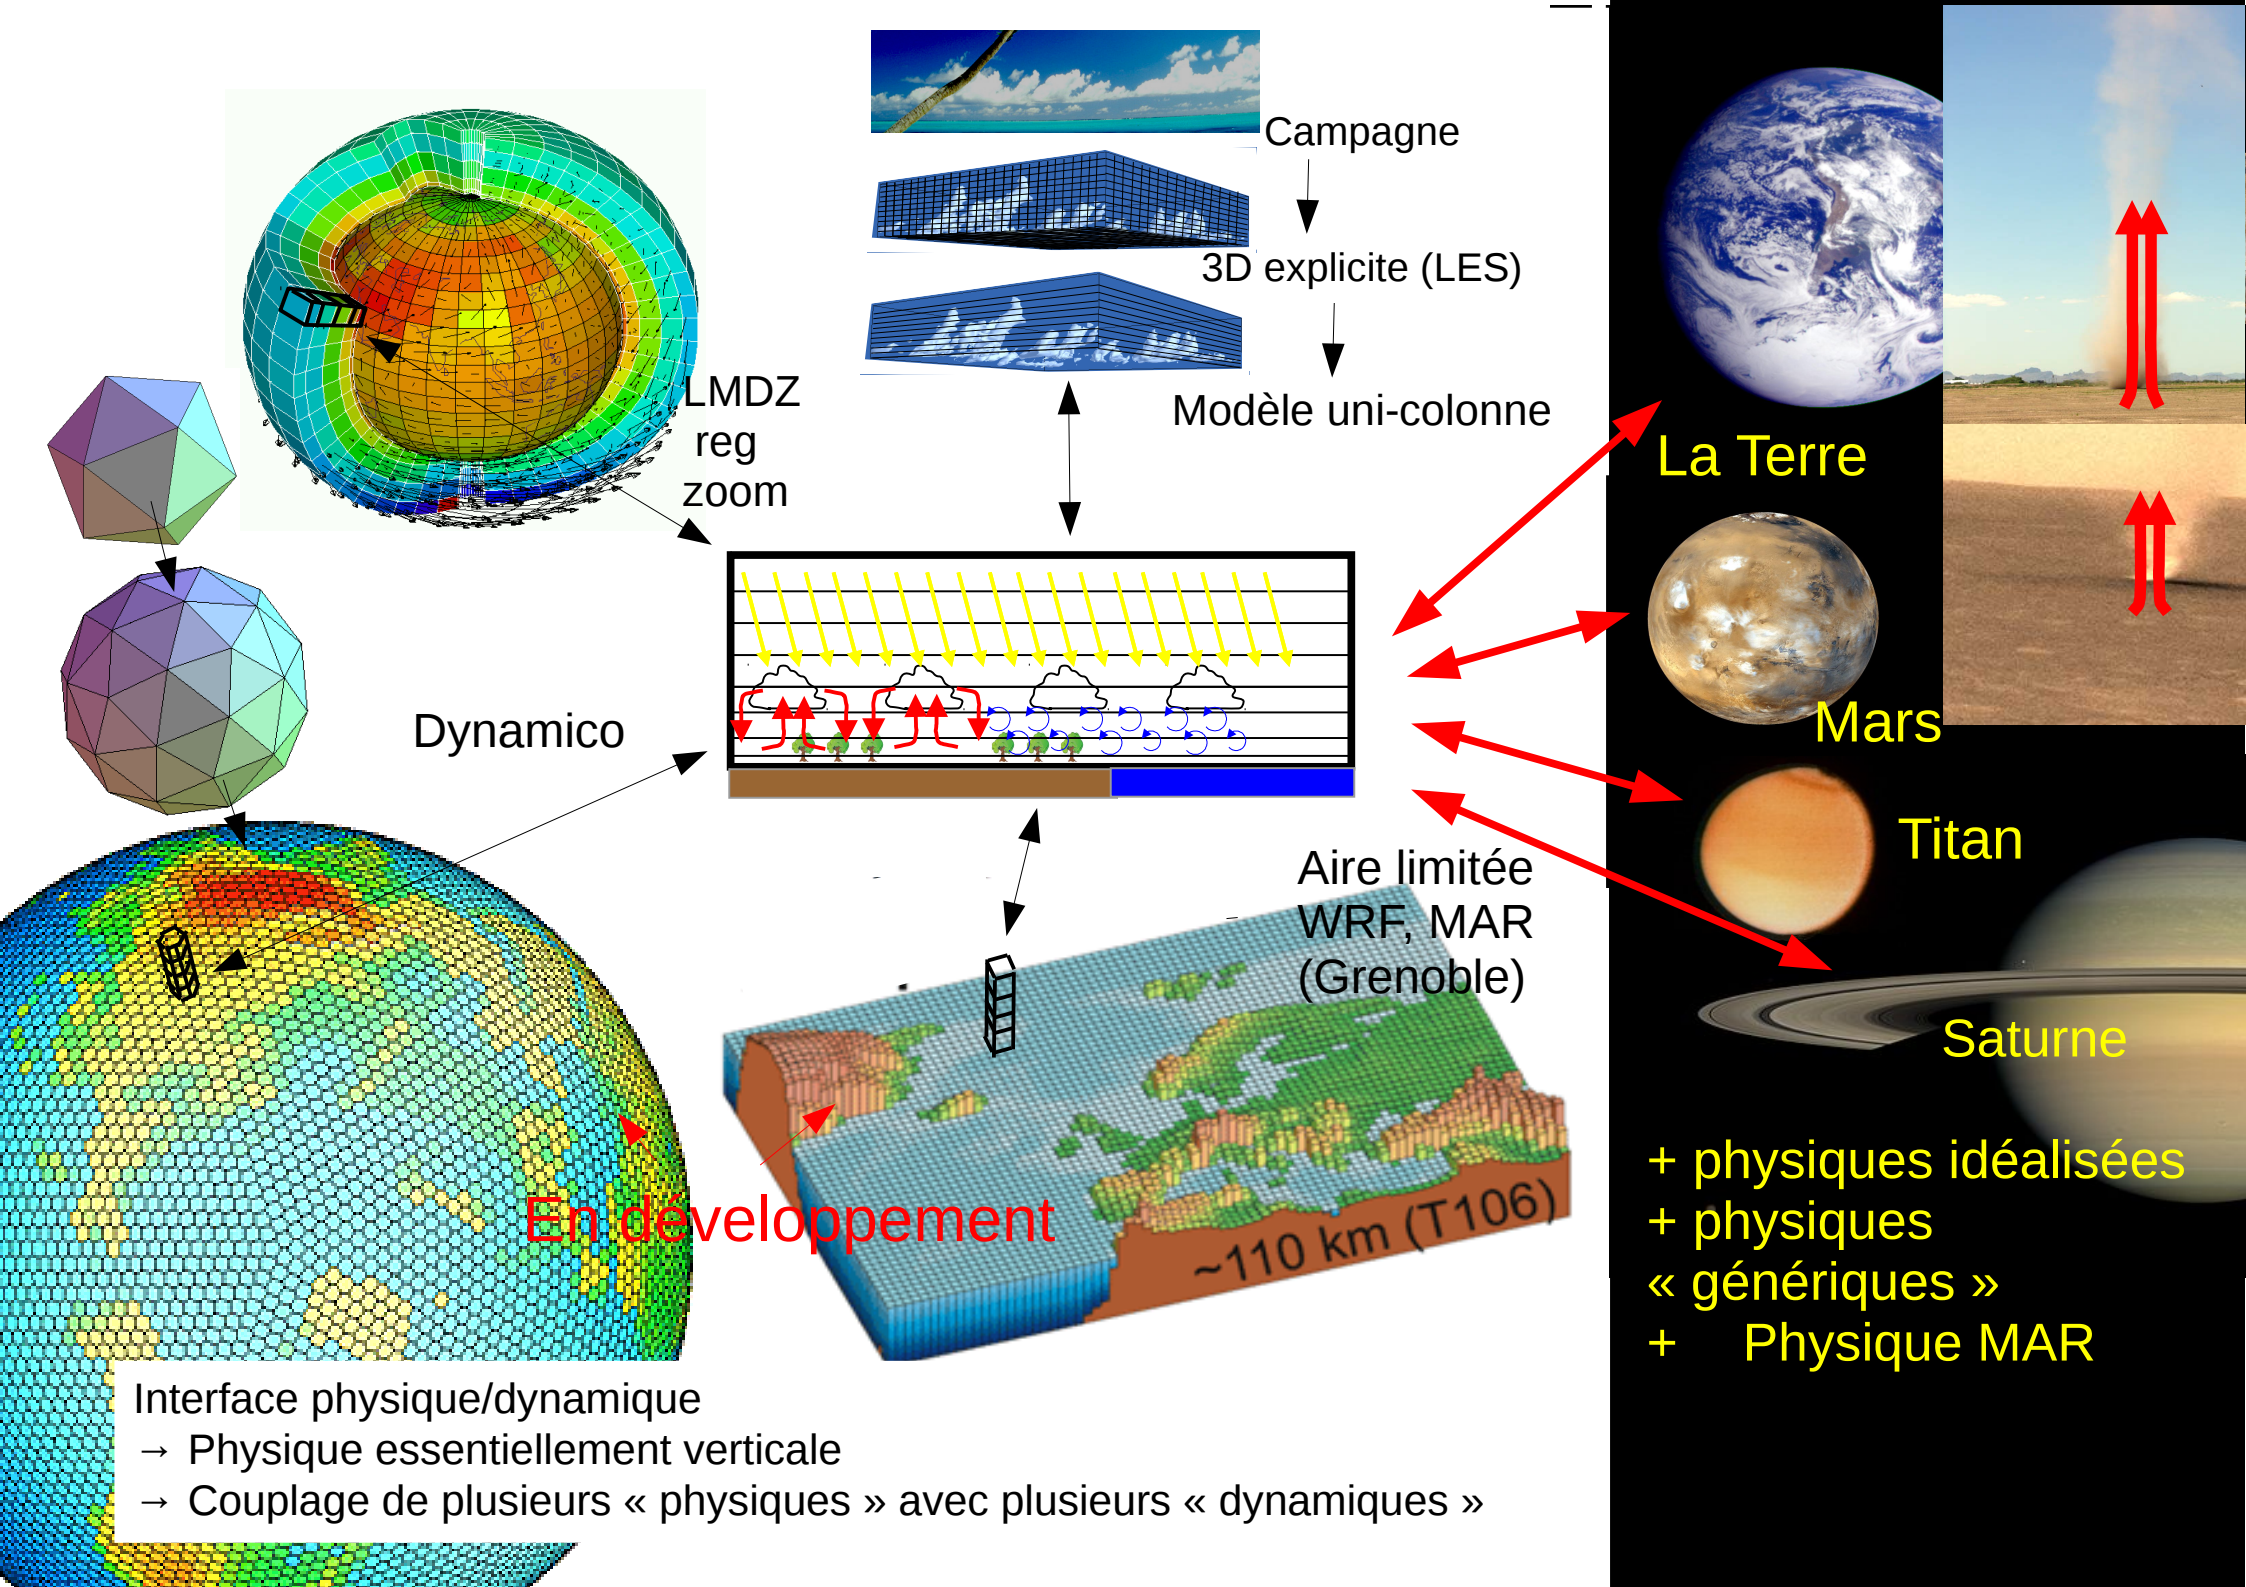 Campagne
3D explicite (LES)
Modèle uni-colonne
LMDZ
reg
zoom
La Terre
Dynamico
Mars
Titan
Aire limitée
WRF, MAR
(Grenoble)
Saturne
En développement
~110 km (T106)
+ physiques idéalisées
+ physiques
« génériques »
+ Physique MAR
Interface physique/dynamique
→ Physique essentiellement verticale
→ Couplage de plusieurs « physiques » avec plusieurs « dynamiques »